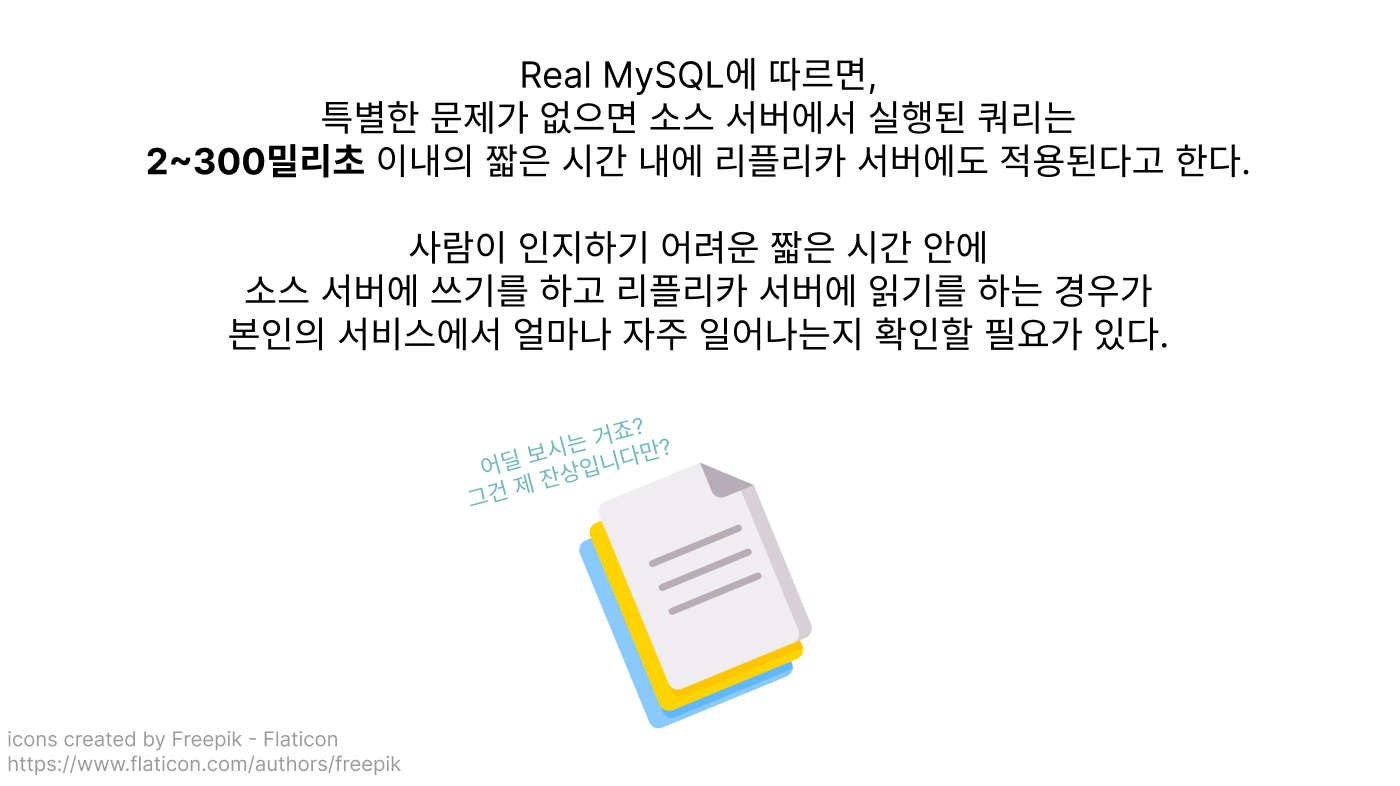 Real MySQL에 따르면,
특별한 문제가 없으면 소스 서버에서 실행된 쿼리는
2~300밀리초 이내의 짧은 시간 내에 리플리카 서버에도 적용된다고 한다.
사람이 인지하기 어려운 짧은 시간 안에
소스 서버에 쓰기를 하고 리플리카 서버에 읽기를 하는 경우가
본인의 서비스에서 얼마나 자주 일어나는지 확인할 필요가 있다.
어딜 보시는 거죠?
그건 제 잔상입니다만?
icons created by Freepik - Flaticon
https://www.flaticon.com/authors/freepik